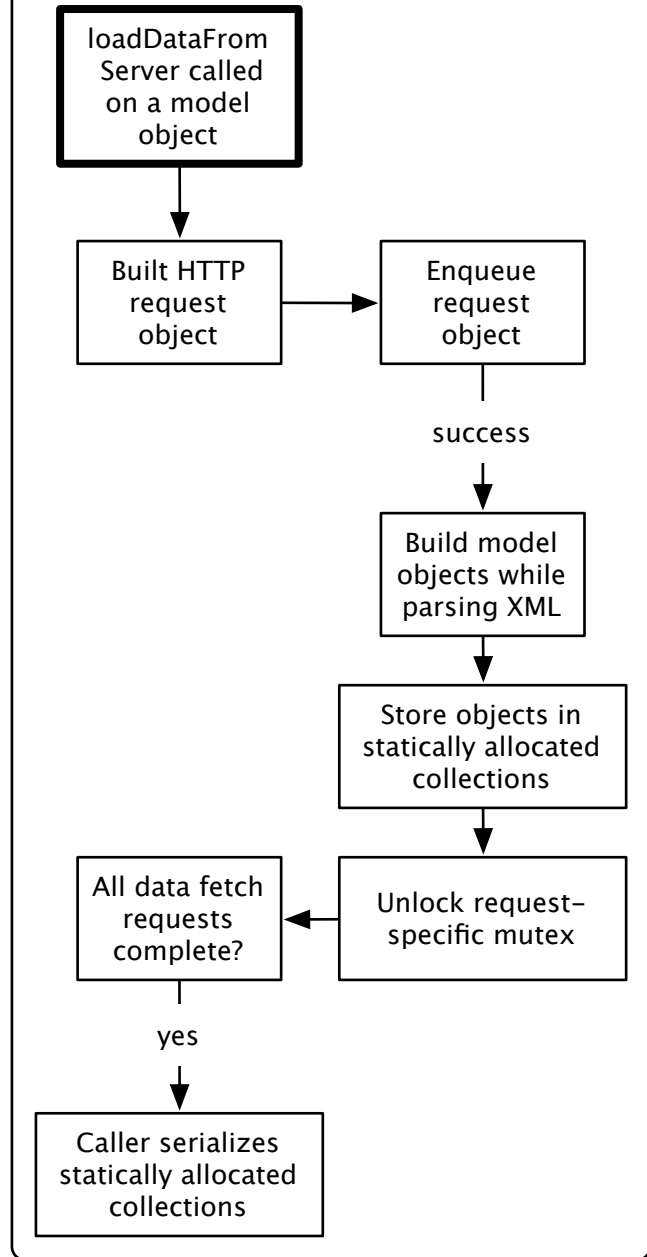 loadDataFrom
Server called
on a model
object
Built HTTP
request
object
Enqueue
request
object
success
Build model
objects while
parsing XML
Store objects in
statically allocated
collections
Unlock request-
specific mutex
All data fetch
requests
complete?
yes
Caller serializes
statically allocated
collections